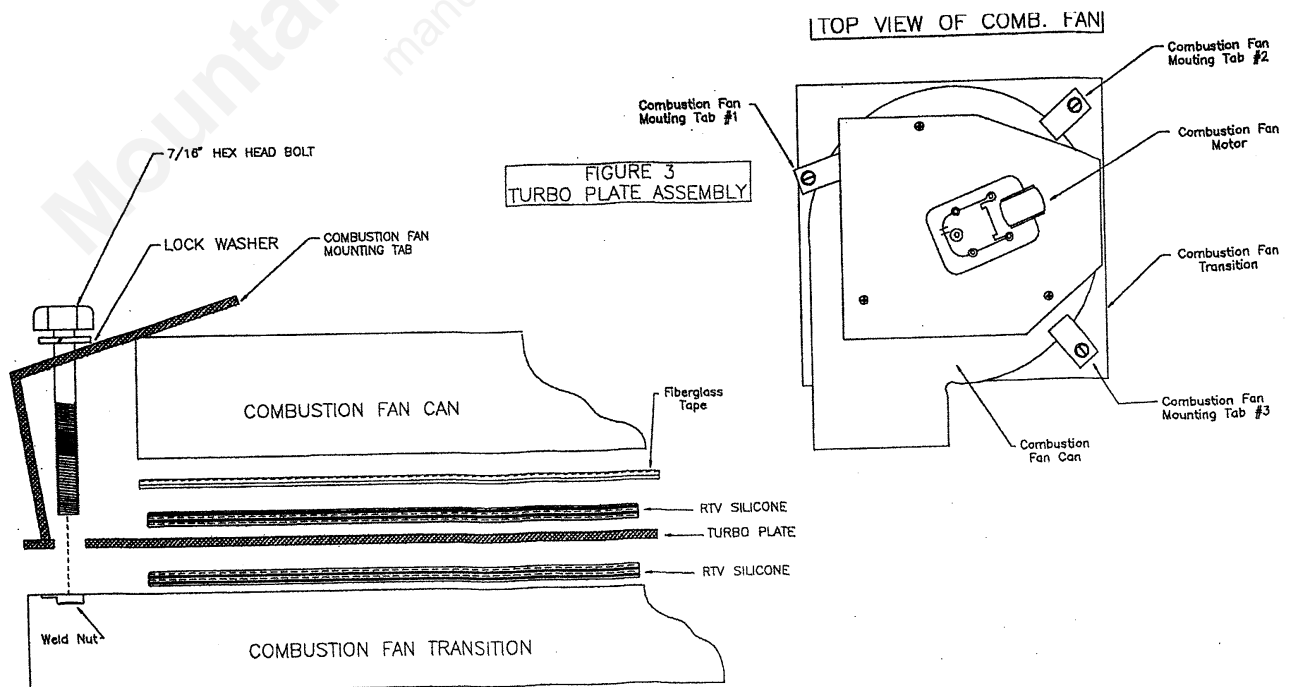 TOP VIEW OF COMB. FAN
Combustion Fan
Mouting Tab #2
Combustion Fan
Mouting Tab #1
Combustion Fan
Motor
7/16" HEX HEAD BOLT
FIGURE 3
TURBO PLATE ASSEMBLY
LOCK WASHER
COMBUSTION FAN
MOUNTING TAB
Combustion Fan
Transition
COMBUSTION FAN CAN
Fiberglass
Tape
Combustion Fan
Mounting Tab #3
Combustion
Fan Can
RTV SILICONE
TURBO PLATE
RTV SILICONE
Weld Nut
COMBUSTION FAN TRANSITION